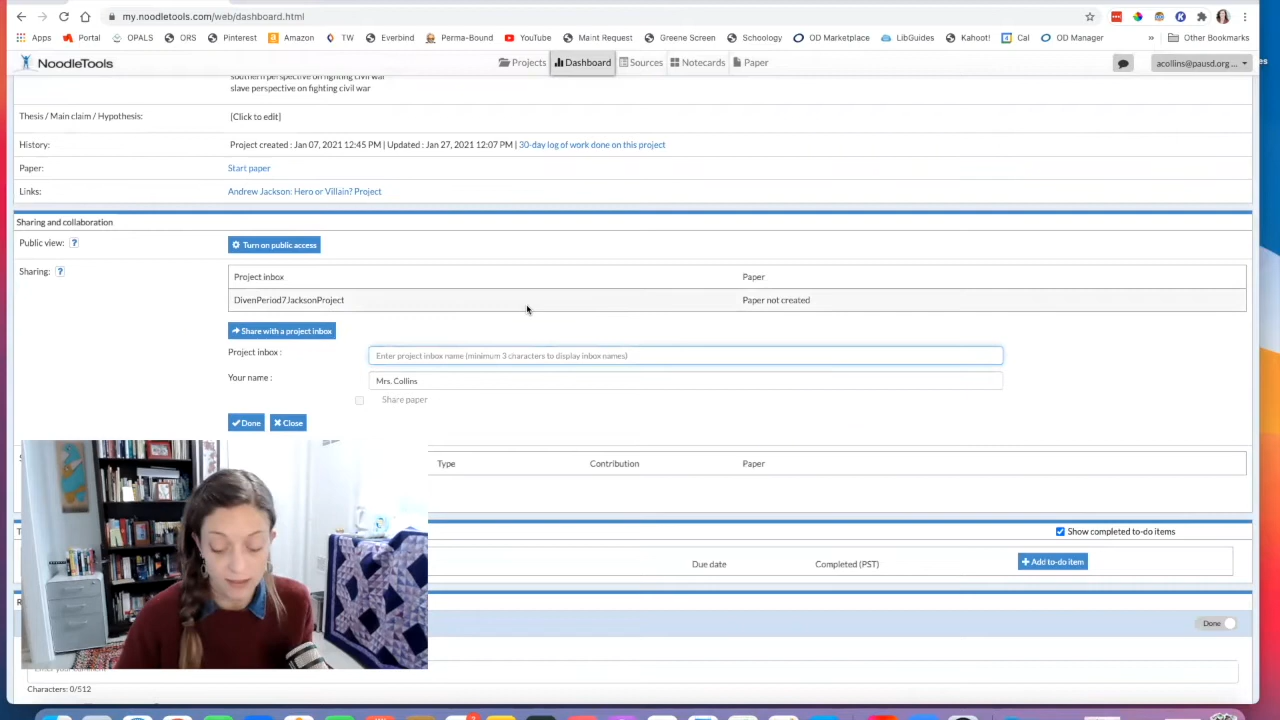 my.noodletools.com/web/dashboard.html
Apps Portal OPALS ORS Pinterest Amazon TW Everbind Perma-Bound YouTube Maint Request Greene Screen Schoology OD Marketplace LibGuides Kahoot! Cal OD Manager » Other Bookmarks
NoodleTools Projects Dashboard Sources Notecards Paper acollins@pausd.org ...
southern perspective on fighting civil war
slave perspective on fighting civil war
Thesis / Main claim / Hypothesis: [Click to edit]
History: Project created : Jan 07, 2021 12:45 PM | Updated : Jan 27, 2021 12:07 PM | 30-day log of work done on this project
Paper: Start paper
Links: Andrew Jackson: Hero or Villain? Project
Sharing and collaboration
Public view: ? Turn on public access
Sharing: ? Project inbox Paper
DivenPeriod7JacksonProject Paper not created
Share with a project inbox
Project inbox : Enter project inbox name (minimum 3 characters to display inbox names)
Your name : Mrs. Collins
Share paper
Done Close
Type Contribution Paper
Show completed to-do items
Due date Completed (PST) Add to-do item
Done
Characters: 0/512